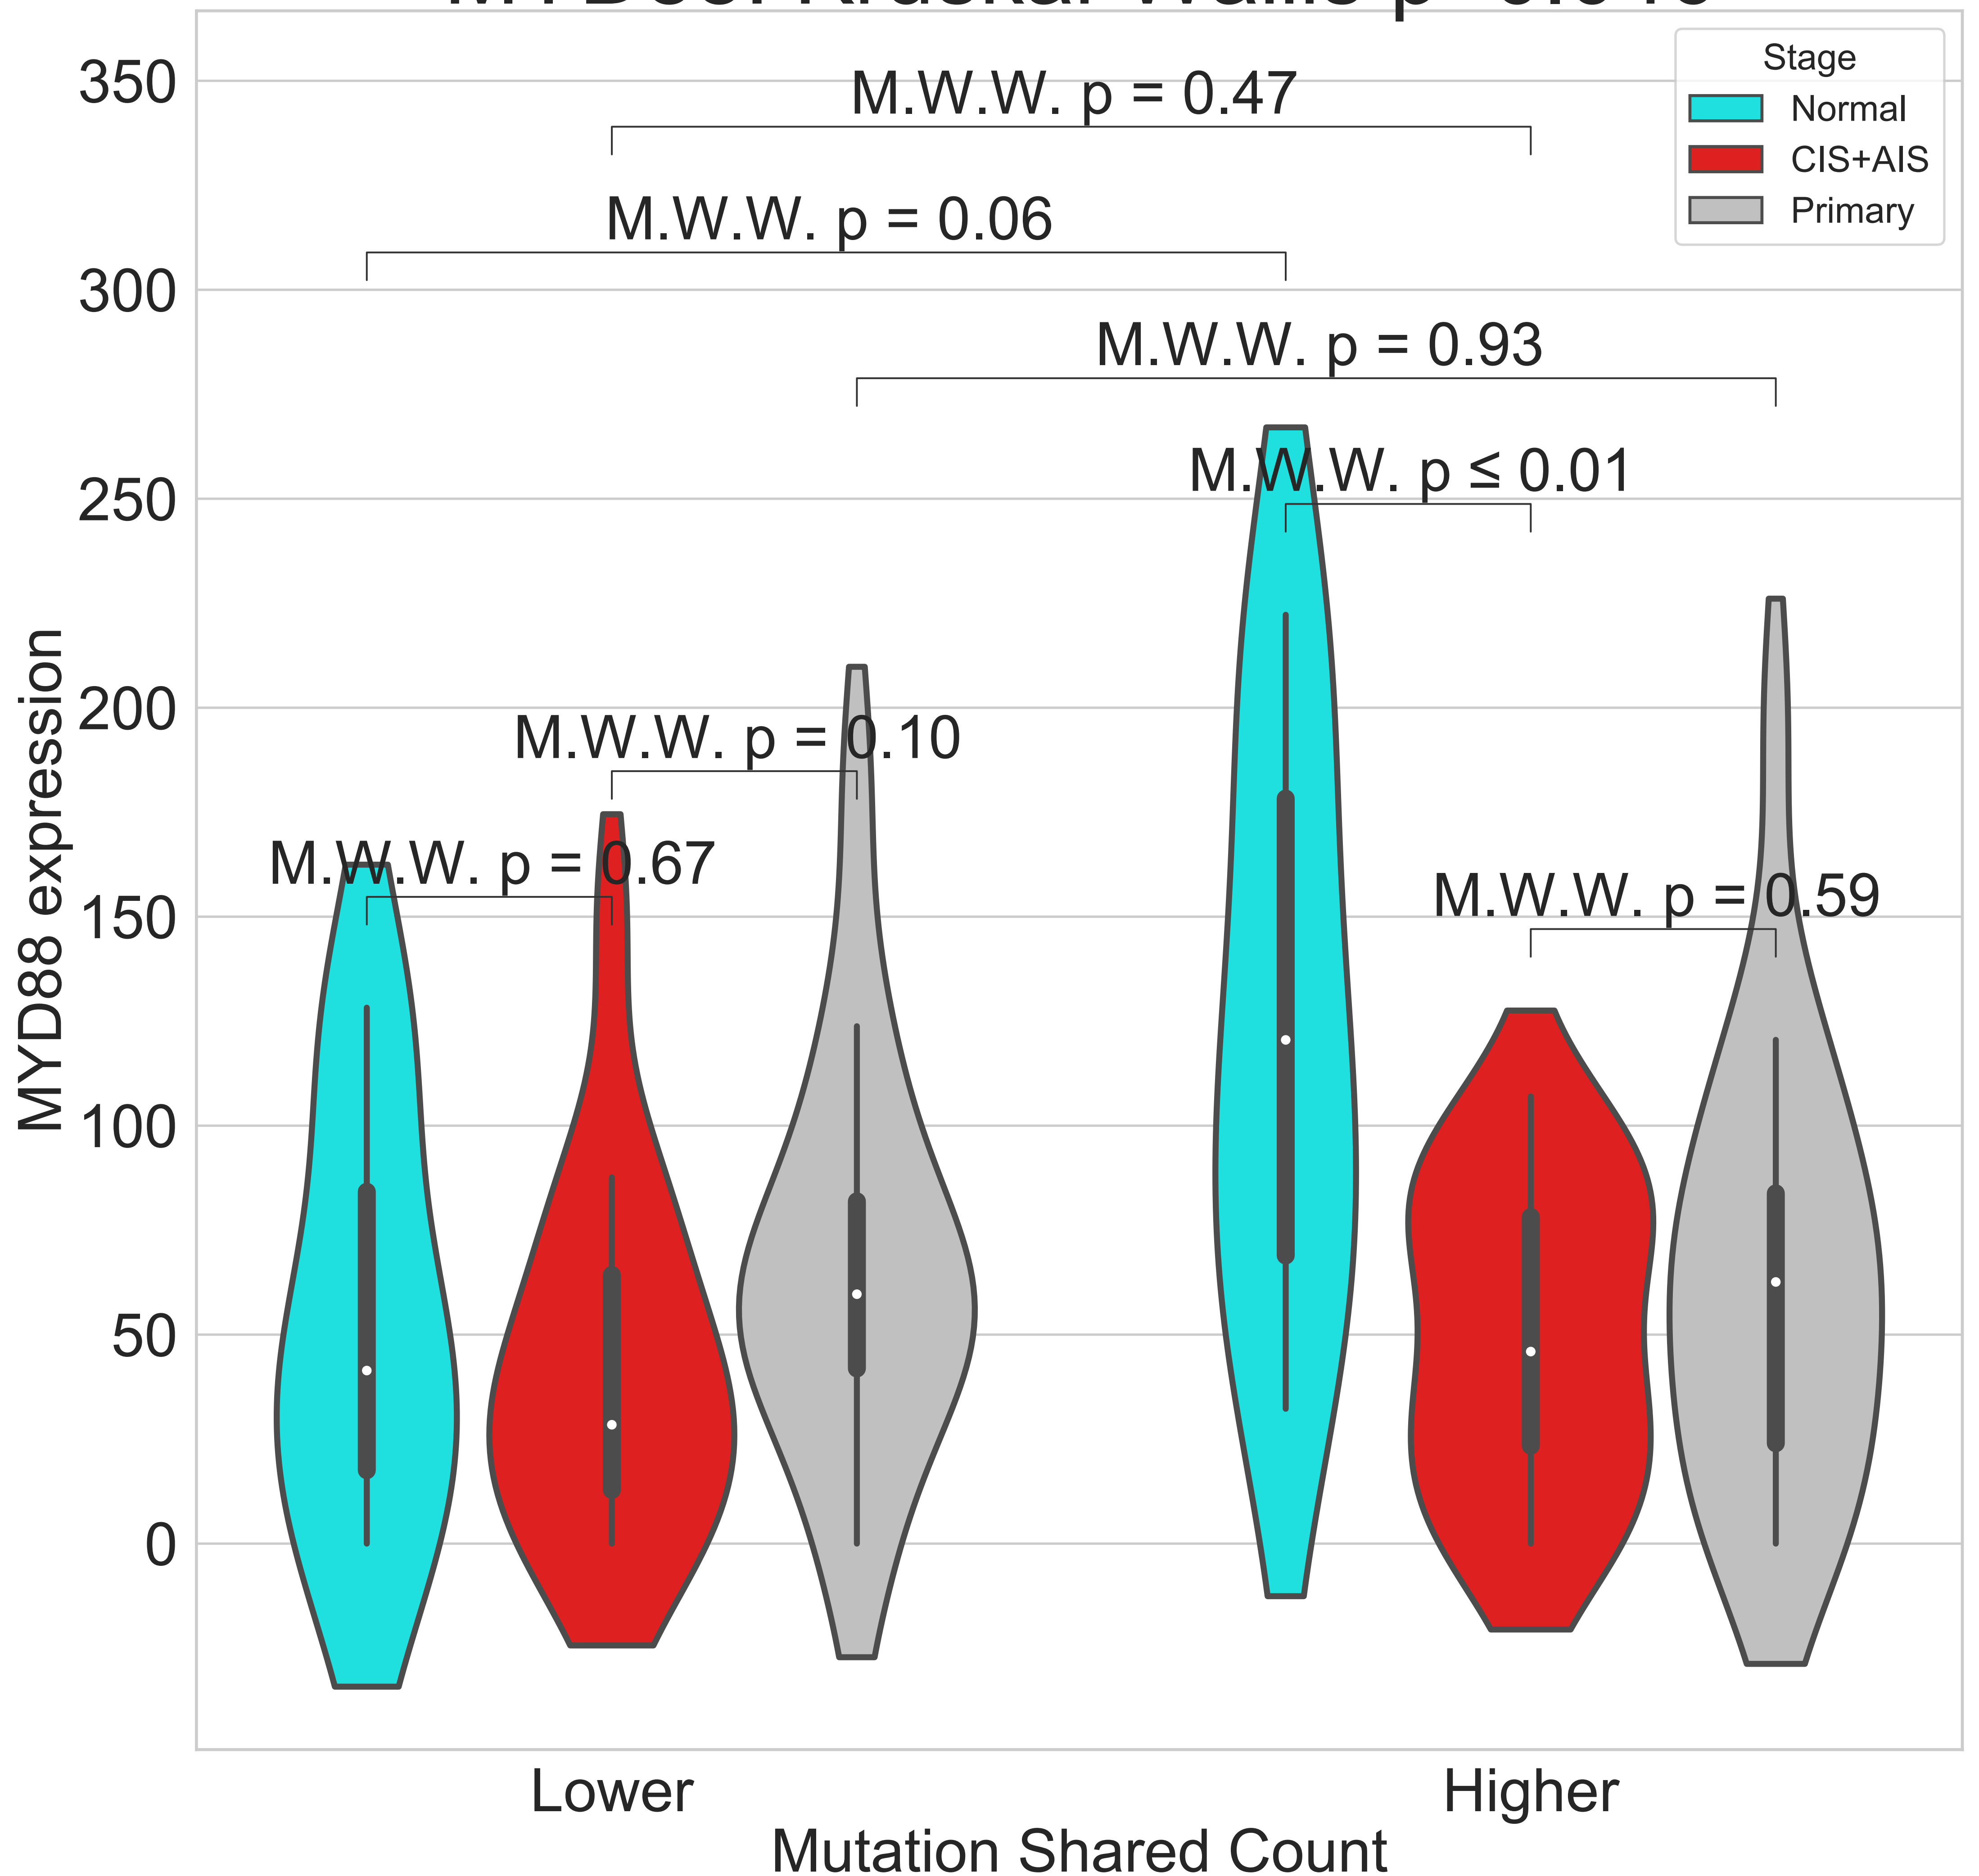 Stage
Normal
CIS+AIS
Primary
M.W.W. p = 0.47
M.W.W. p = 0.06
M.W.W. p = 0.93
M.W.W. p ≤ 0.01
M.W.W. p = 0.10
M.W.W. p = 0.67
M.W.W. p = 0.59
350
300
250
200
150
100
50
0
MYD88 expression
Lower
Higher
Mutation Shared Count